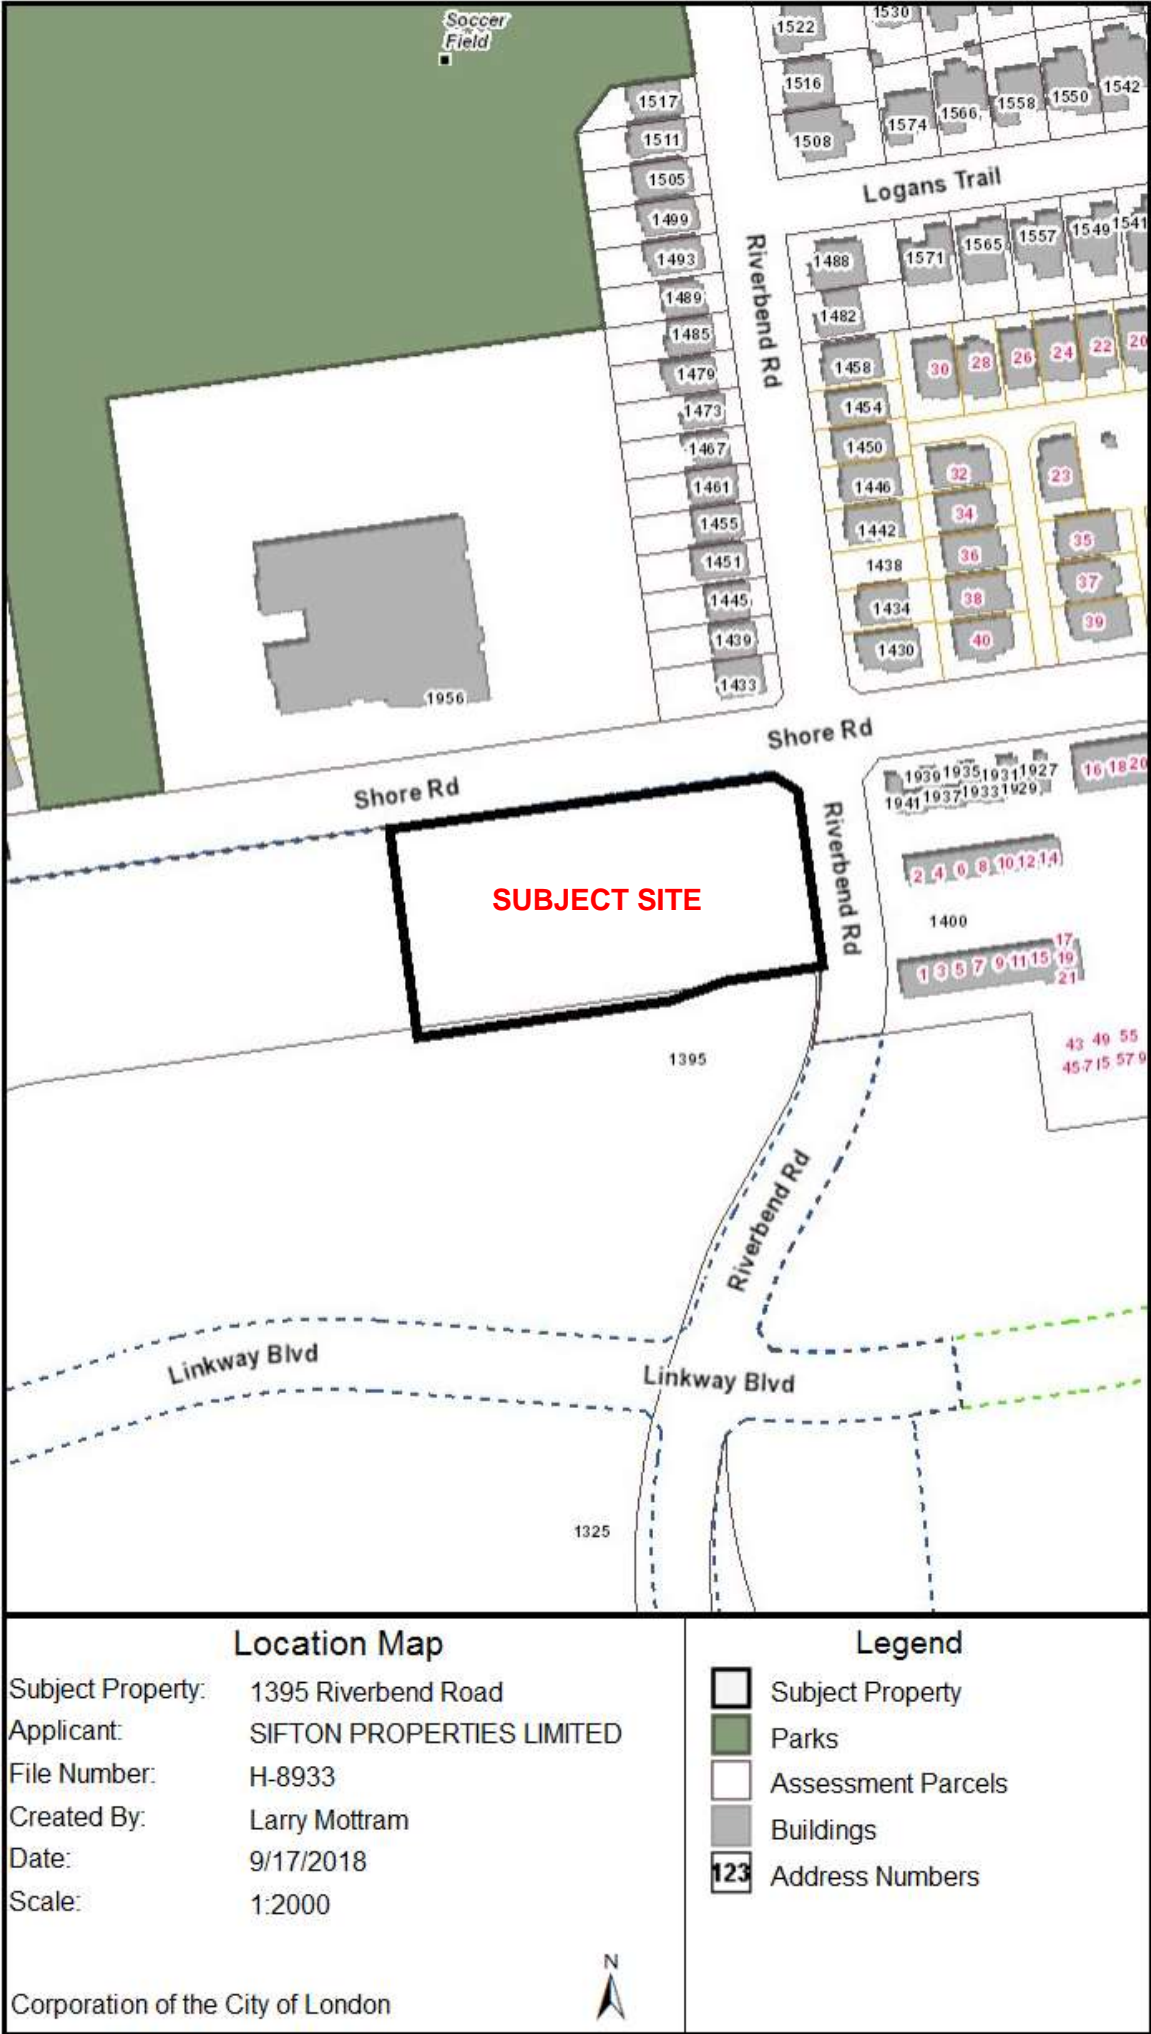 Soccer
Field
1522
1530
1516
1508
1574
1566
1558
1550
1542
Logans Trail
1517
1511
1505
1499
1493
1489
1485
1479
1473
1467
1461
1455
1451
1445
1439
1433
Riverbend Rd
1488
1482
1571
1565
1557
1549
1541
1458
1454
1450
1446
1442
1438
1434
1430
30
28
26
24
22
20
32
34
36
38
40
23
35
37
39
1956
Shore Rd
Shore Rd
1939 1935 1931 1927
1941 1937 1933 1929
16 18 20
Riverbend Rd
SUBJECT SITE
2 4 6 8 10 12 14
1400
17
1 3 5 7 9 11 15 19
21
1395
43 49 55
Riverbend Rd
Linkway Blvd
Linkway Blvd
1325
Location Map
Subject Property: 1395 Riverbend Road
Applicant: SIFTON PROPERTIES LIMITED
File Number: H-8933
Created By: Larry Mottram
Date: 9/17/2018
Scale: 1:2000
N
Corporation of the City of London
Legend
Subject Property
Parks
Assessment Parcels
Buildings
123 Address Numbers